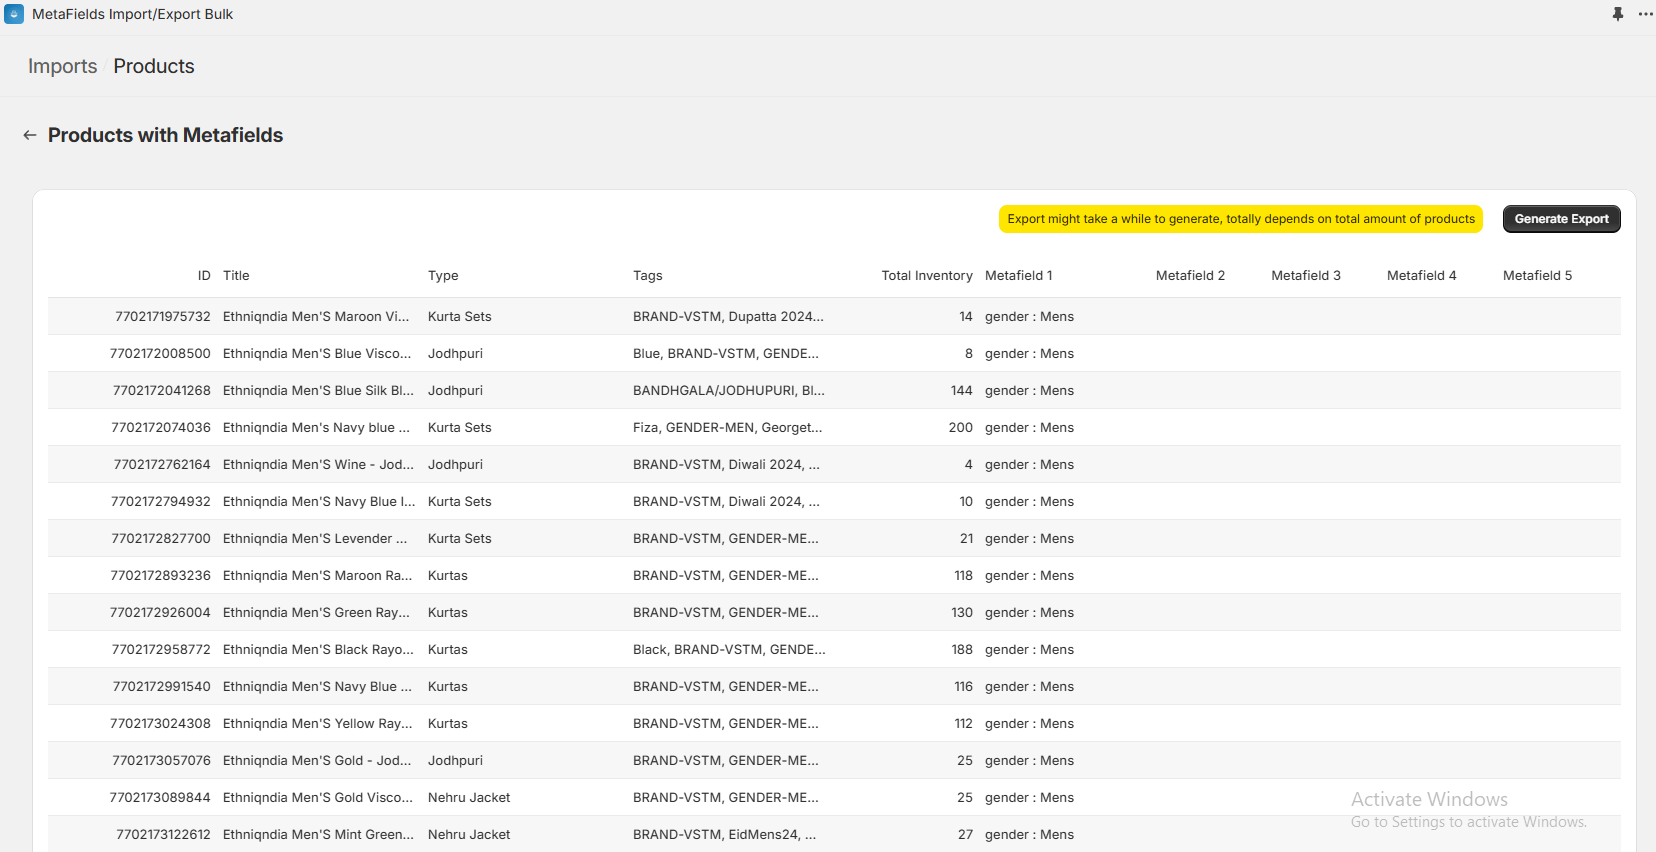 MetaFields Import/Export Bulk
Imports / Products
← Products with Metafields
Export might take a while to generate, totally depends on total amount of products Generate Export
ID Title Type Tags Total Inventory Metafield 1 Metafield 2 Metafield 3 Metafield 4 Metafield 5
7702171975732 Ethniqndia Men'S Maroon Vi... Kurta Sets BRAND-VSTM, Dupatta 2024... 14 gender : Mens
7702172008500 Ethniqndia Men'S Blue Visco... Jodhpuri Blue, BRAND-VSTM, GENDE... 8 gender : Mens
7702172041268 Ethniqndia Men'S Blue Silk Bl... Jodhpuri BANDHGALA/JODHUPURI, Bl... 144 gender : Mens
7702172074036 Ethniqndia Men's Navy blue ... Kurta Sets Fiza, GENDER-MEN, Georget... 200 gender : Mens
7702172762164 Ethniqndia Men'S Wine - Jod... Jodhpuri BRAND-VSTM, Diwali 2024, ... 4 gender : Mens
7702172794932 Ethniqndia Men'S Navy Blue I... Kurta Sets BRAND-VSTM, Diwali 2024, ... 10 gender : Mens
7702172827700 Ethniqndia Men'S Levender ... Kurta Sets BRAND-VSTM, GENDER-ME... 21 gender : Mens
7702172893236 Ethniqndia Men'S Maroon Ra... Kurtas BRAND-VSTM, GENDER-ME... 118 gender : Mens
7702172926004 Ethniqndia Men'S Green Ray... Kurtas BRAND-VSTM, GENDER-ME... 130 gender : Mens
7702172958772 Ethniqndia Men'S Black Rayo... Kurtas Black, BRAND-VSTM, GENDE... 188 gender : Mens
7702172991540 Ethniqndia Men'S Navy Blue ... Kurtas BRAND-VSTM, GENDER-ME... 116 gender : Mens
7702173024308 Ethniqndia Men'S Yellow Ray... Kurtas BRAND-VSTM, GENDER-ME... 112 gender : Mens
7702173057076 Ethniqndia Men'S Gold - Jod... Jodhpuri BRAND-VSTM, GENDER-ME... 25 gender : Mens
7702173089844 Ethniqndia Men'S Gold Visco... Nehru Jacket BRAND-VSTM, GENDER-ME... 25 gender : Mens
7702173122612 Ethniqndia Men'S Mint Green... Nehru Jacket BRAND-VSTM, EidMens24, ... 27 gender : Mens
Activate Windows
Go to Settings to activate Windows.